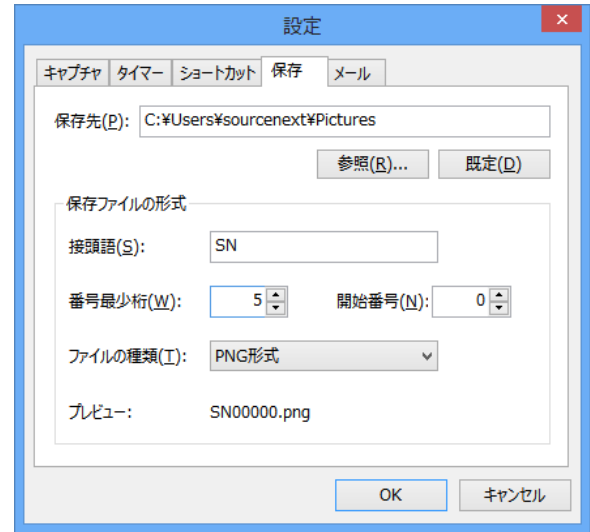 設定
キャプチャ タイマー ショートカット 保存 メール
保存先(P): C:¥Users¥sourcenext¥Pictures
参照(R)... 既定(D)
保存ファイルの形式
接頭語(S): SN
番号最少桁(W): 5 開始番号(N): 0
ファイルの種類(T): PNG形式
プレビュー: SN00000.png
OK キャンセル